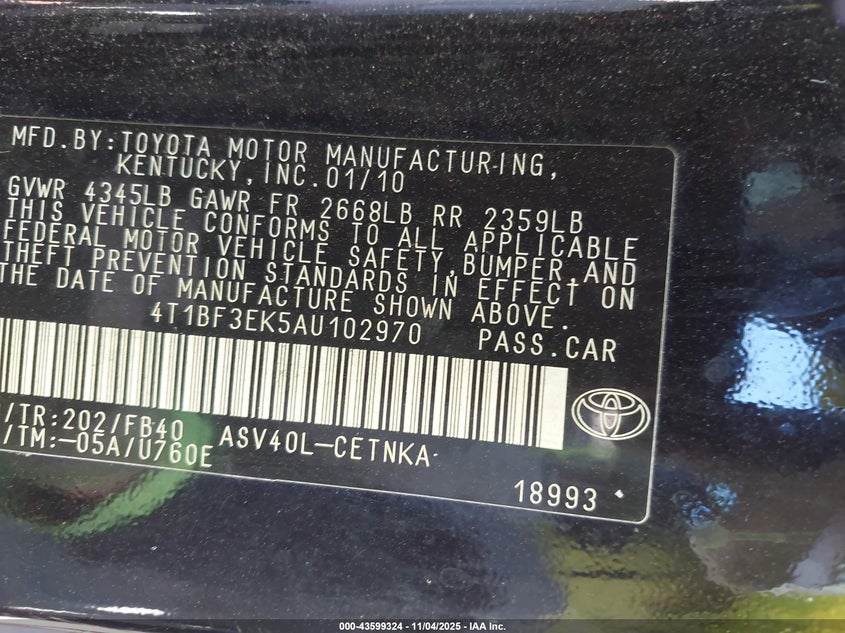 MFD.BY:TOYOTA MOTOR MANUFACTURING,
KENTUCKY,INC.01/10
GVWR 4345LB GAWR FR 2668LB RR 2359LB
THIS VEHICLE CONFORMS TO ALL APPLICABLE
FEDERAL MOTOR VEHICLE SAFETY,BUMPER,AND
THEFT PREVENTION STANDARDS IN EFFECT ON
THE DATE OF MANUFACTURE SHOWN ABOVE.
4T1BF3EK5AU102970 PASS.CAR
/TR:202/FB40 ASV40L-CETNKA
/TM:-05A/U760E
18993
000-43599324 - 11/04/2025 - IAA Inc.